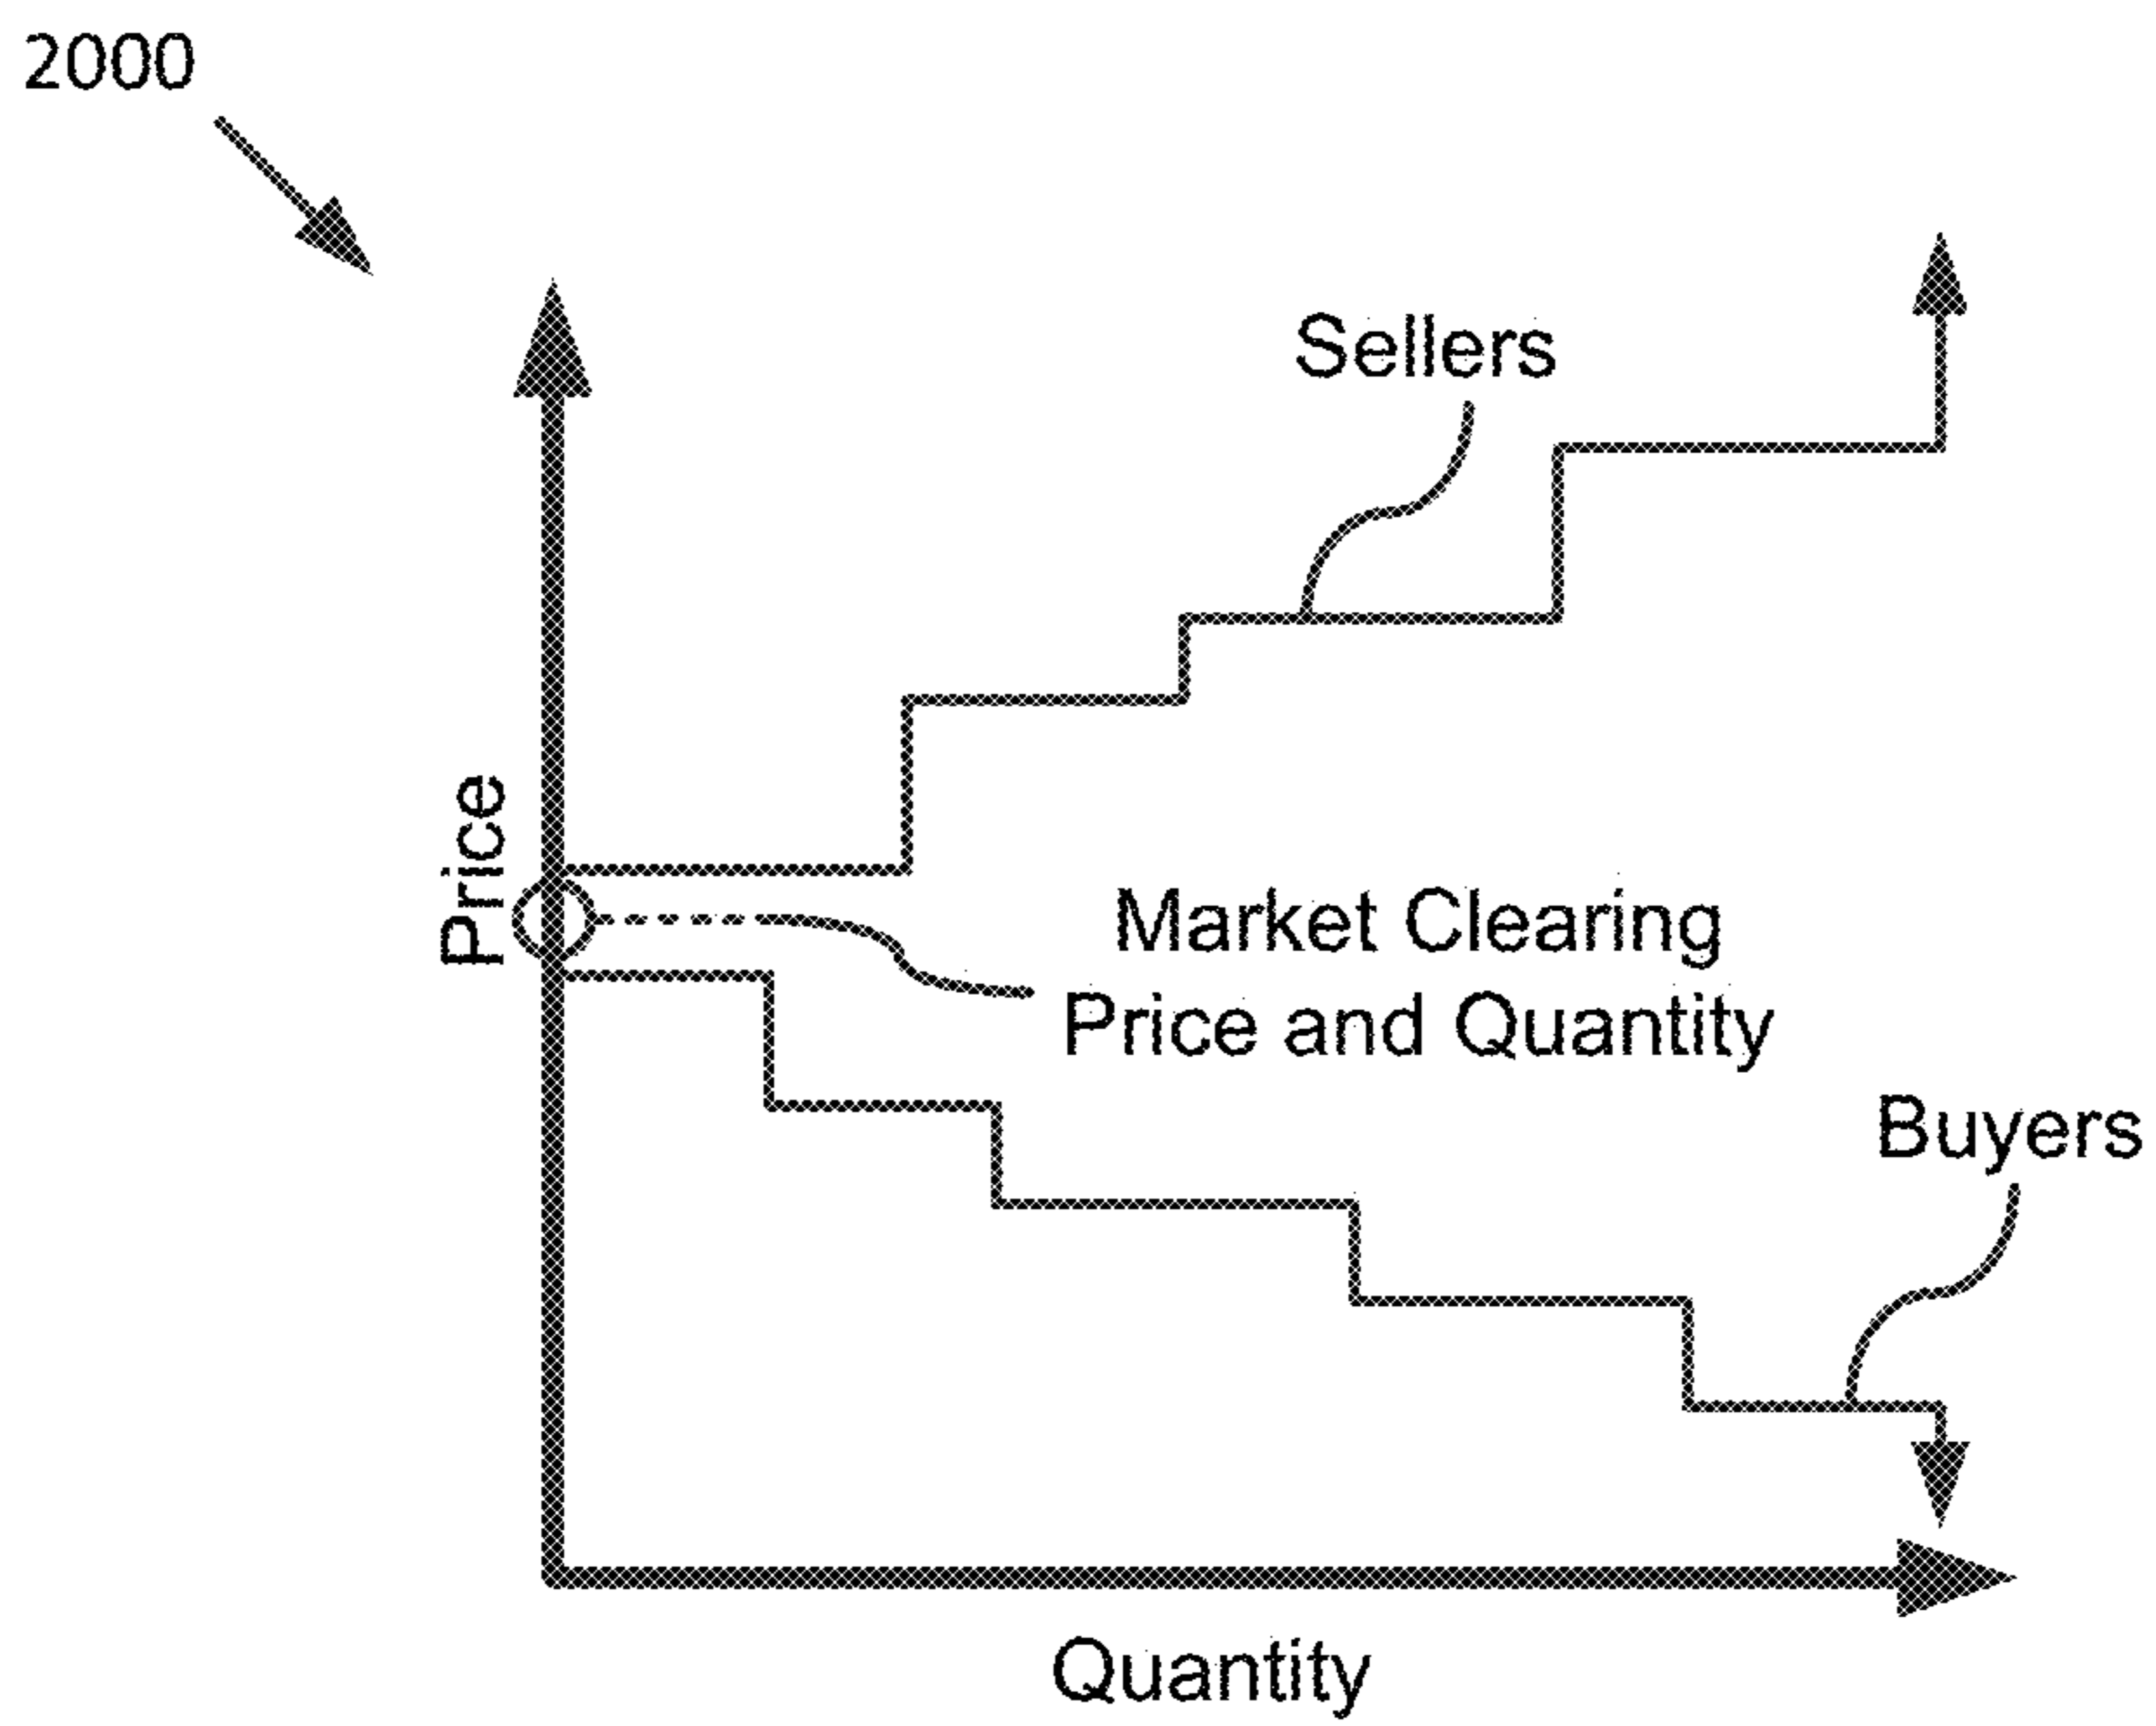 2000
Sellers
Price
Market Clearing
Price and Quantity
Buyers
Quantity